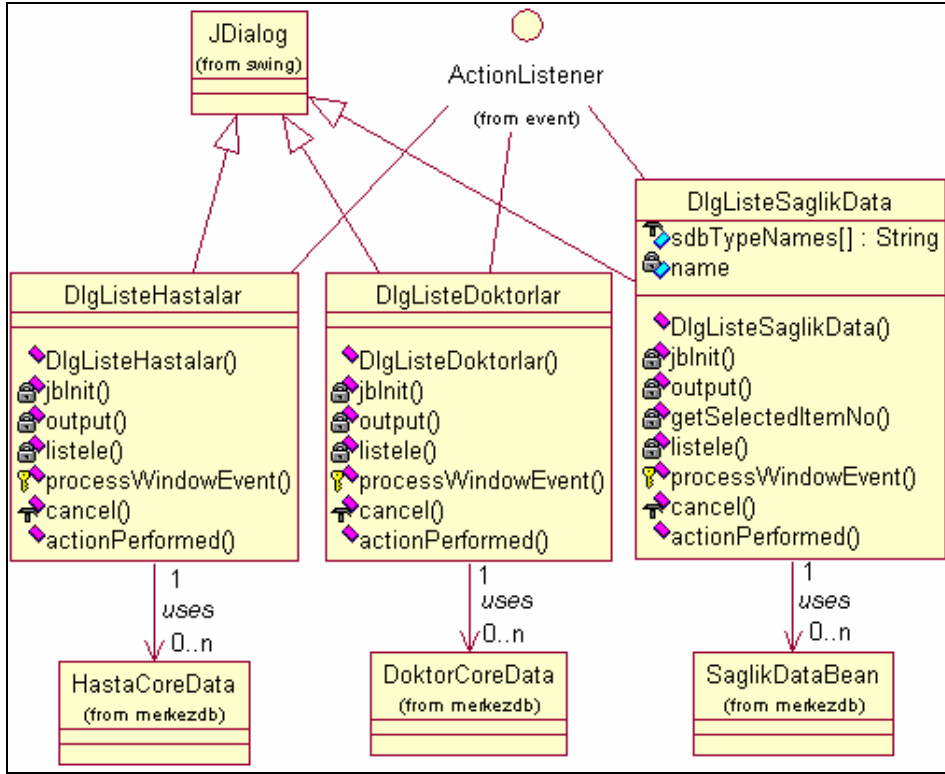 JDialog
(from swing)
ActionListener
(from event)
DlgListeSaglikData
sdbTypeNames[] : String
name
DlgListeSaglikData()
jbInit()
output()
getSelectedItemNo()
listele()
processWindowEvent()
cancel()
actionPerformed()
DlgListeHastalar
DlgListeHastalar()
jbInit()
output()
listele()
processWindowEvent()
cancel()
actionPerformed()
DlgListeDoktorlar
DlgListeDoktorlar()
jbInit()
output()
listele()
processWindowEvent()
cancel()
actionPerformed()
1
uses
0..n
1
uses
0..n
1
uses
0..n
HastaCoreData
(from merkezdb)
DoktorCoreData
(from merkezdb)
SaglikDataBean
(from merkezdb)